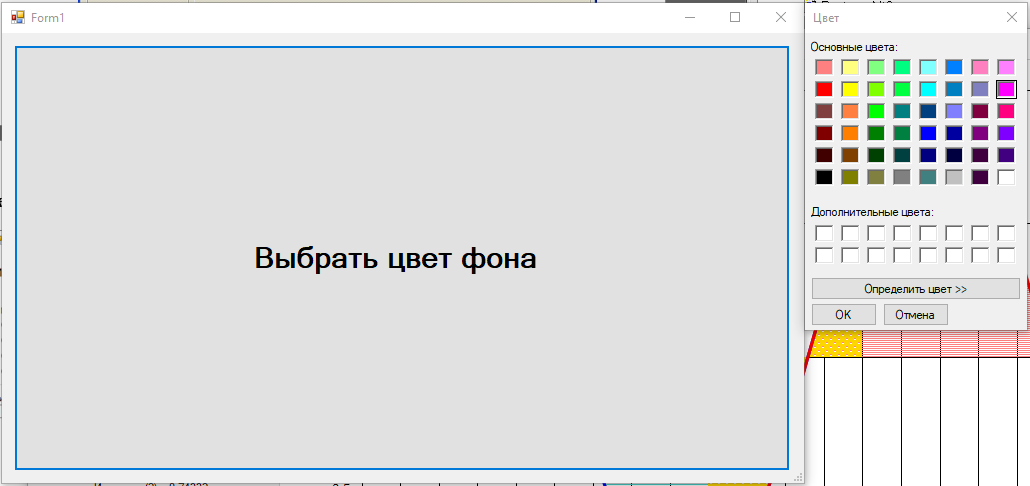 Form1
Выбрать цвет фона
Цвет
Основные цвета:
Дополнительные цвета:
Определить цвет >>
OK
Отмена